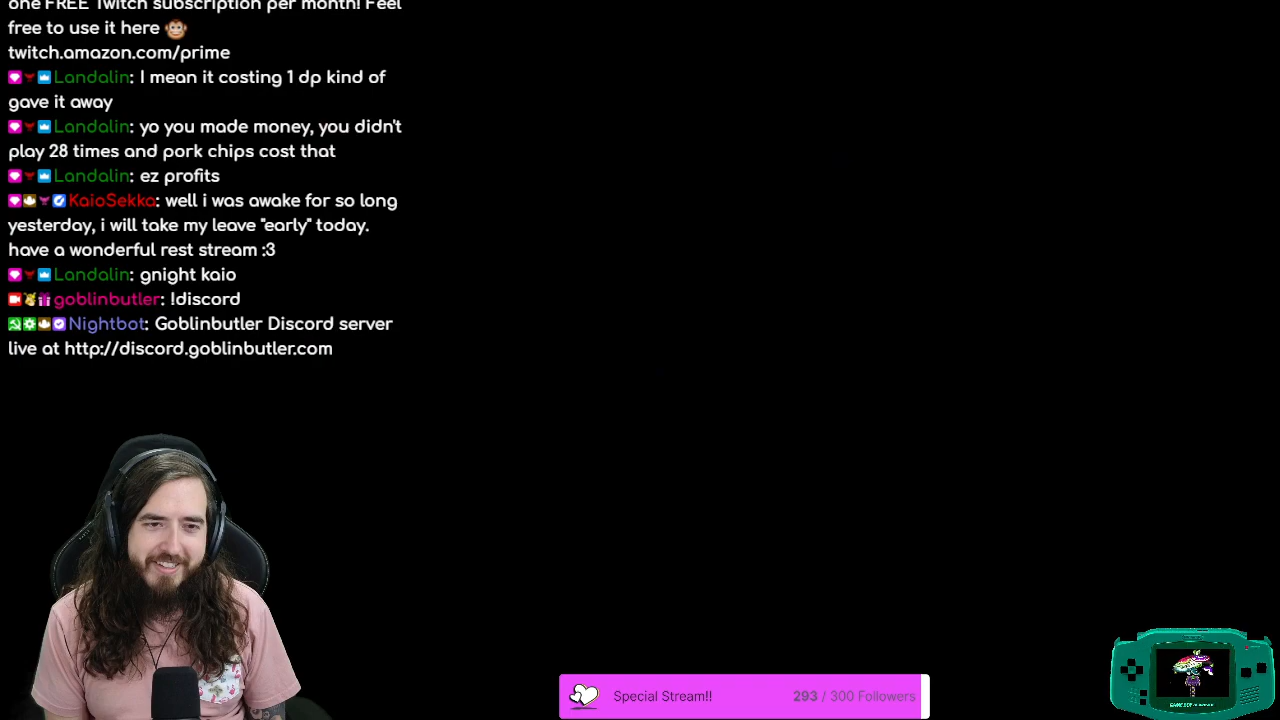 one FREE Twitch subscription per month! Feel
free to use it here
twitch.amazon.com/prime
Landalin: I mean it costing 1 dp kind of
gave it away
Landalin: yo you made money, you didn't
play 28 times and pork chips cost that
Landalin: ez profits
KaioSekka: well i was awake for so long
yesterday, i will take my leave "early" today.
have a wonderful rest stream :3
Landalin: gnight kaio
goblinbutler: !discord
Nightbot: Goblinbutler Discord server
live at http://discord.goblinbutler.com
Special Stream!! 293 / 300 Followers